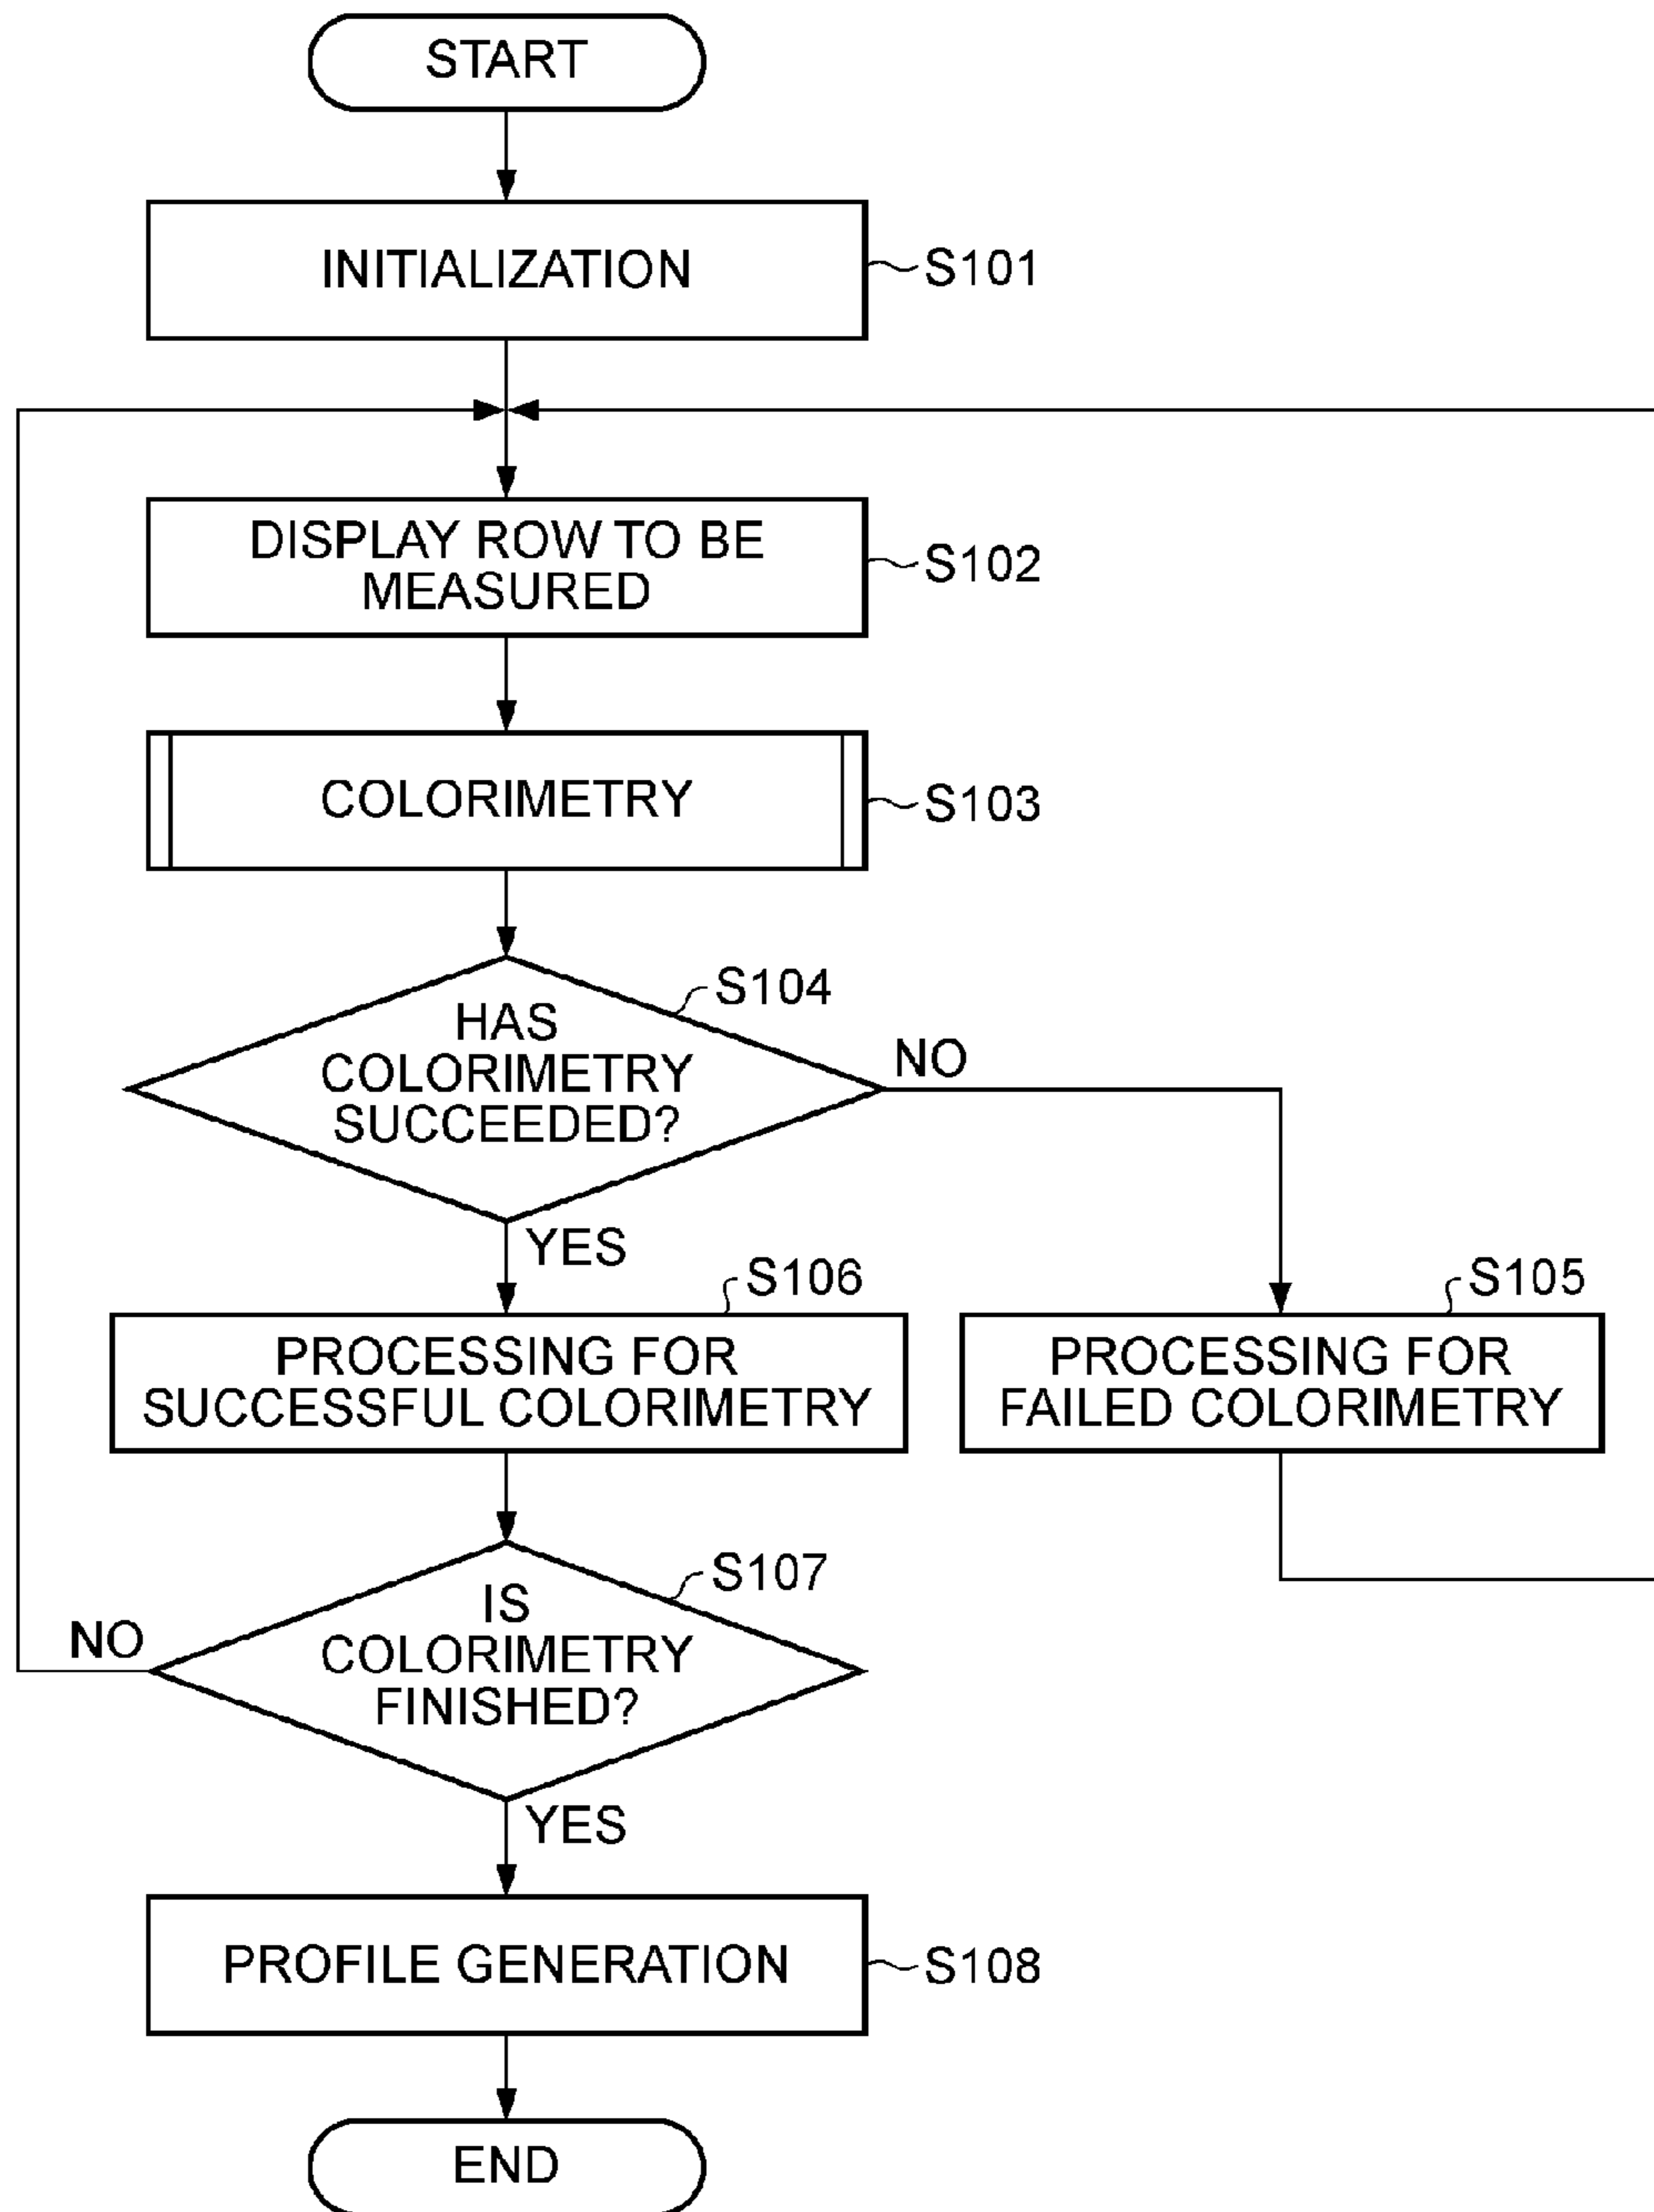 START
INITIALIZATION
S101
DISPLAY ROW TO BE
MEASURED
S102
COLORIMETRY
S103
S104
HAS
COLORIMETRY
SUCCEEDED?
NO
YES
S106
PROCESSING FOR
SUCCESSFUL COLORIMETRY
S105
PROCESSING FOR
FAILED COLORIMETRY
S107
IS
COLORIMETRY
FINISHED?
NO
YES
PROFILE GENERATION
S108
END